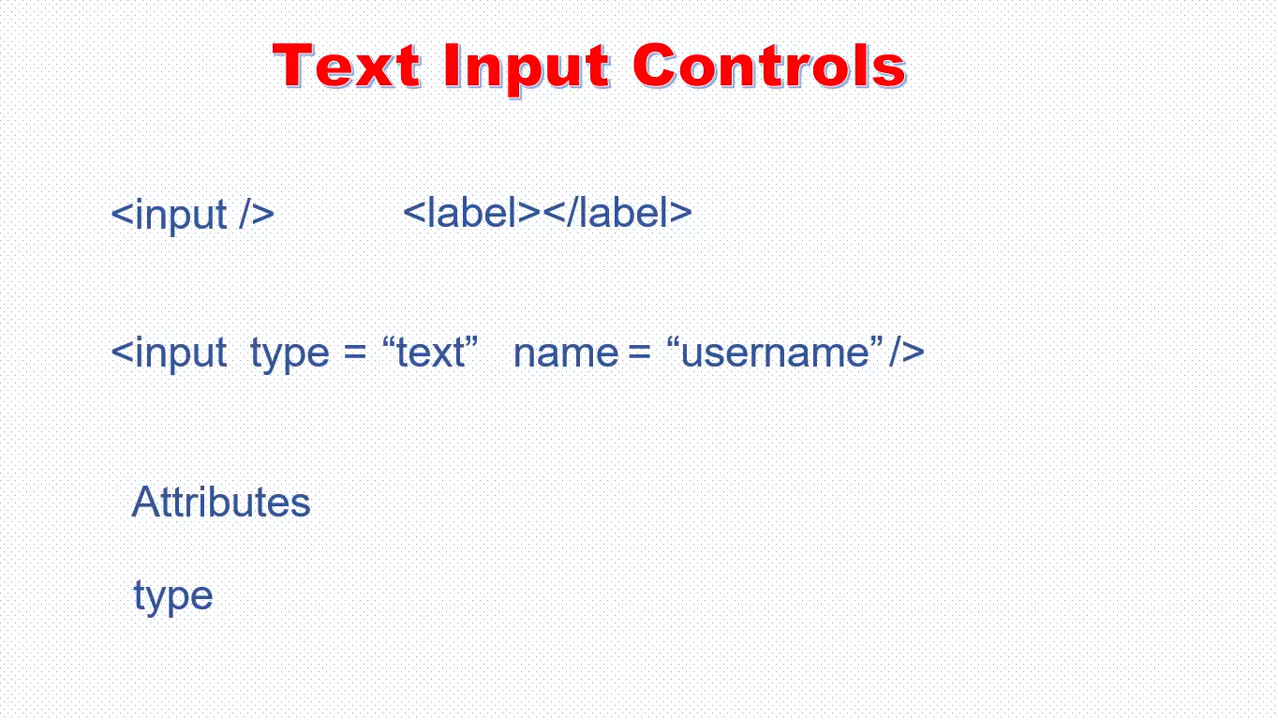 Text Input Controls
<input /> <label></label>
<input type = “text” name = “username” />
Attributes
type